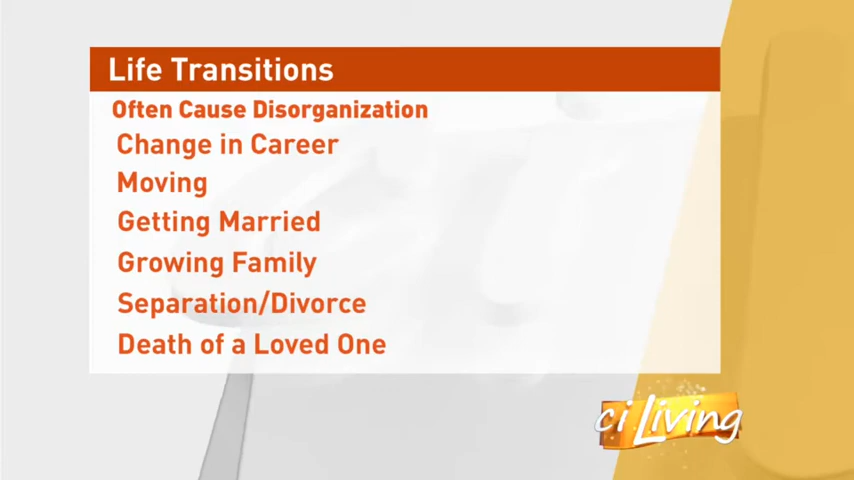 Life Transitions
Often Cause Disorganization
Change in Career
Moving
Getting Married
Growing Family
Separation/Divorce
Death of a Loved One
ci Living